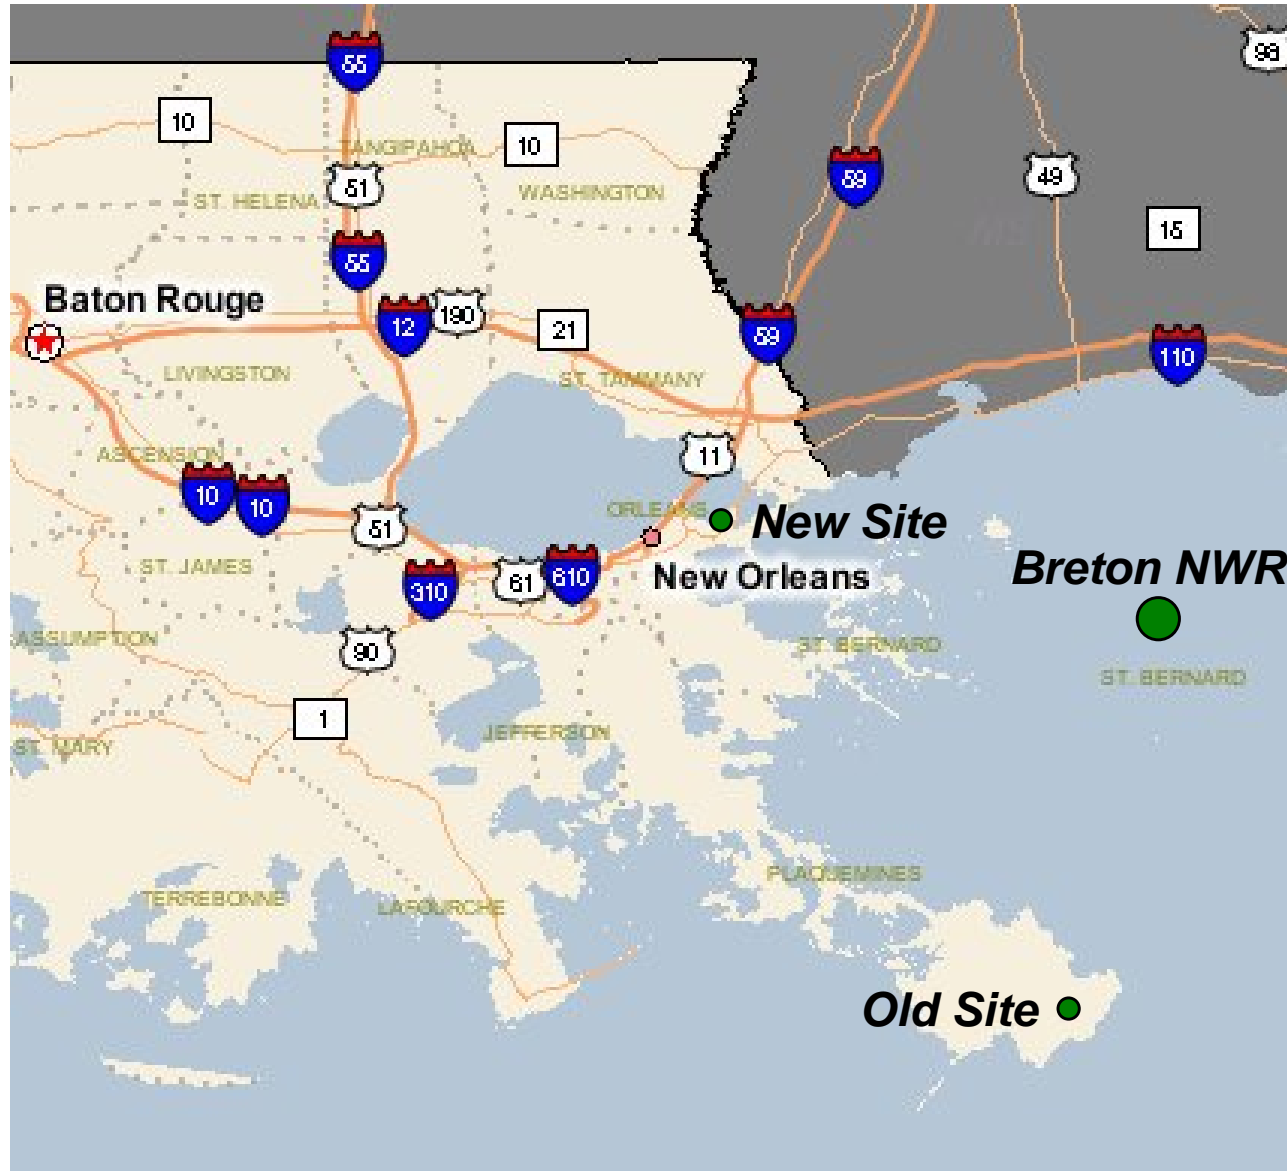 55
98
10
10
TANGIPAHOA
59
49
51
ST. HELENA
WASHINGTON
15
MS
55
Baton Rouge
12
190
21
59
110
LIVINGSTON
ST. TAMMANY
ASCENSION
11
10
10
51
ORLEANS
New Site
ST. JAMES
310
61
610
New Orleans
Breton NWR
ASSUMPTION
90
ST. BERNARD
ST. BERNARD
1
JEFFERSON
ST. MARY
PLAQUEMINES
TERREBONNE
LAFOURCHE
Old Site